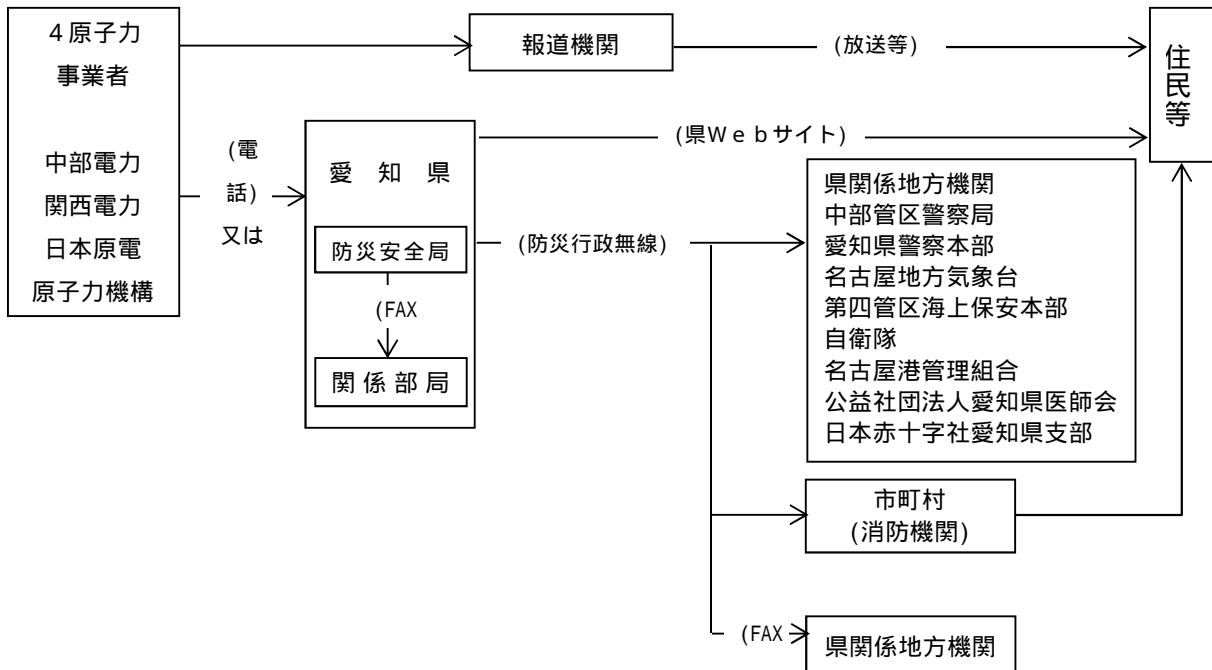 ４原子力
事業者
中部電力
関西電力
日本原電
原子力機構
(電
話)
又は
報道機関
(放送等)
住民等
愛　知　県
防災安全局
(FAX
関 係 部 局
(県Ｗｅｂサイト)
(防災行政無線)
県関係地方機関
中部管区警察局
愛知県警察本部
名古屋地方気象台
第四管区海上保安本部
自衛隊
名古屋港管理組合
公益社団法人愛知県医師会
日本赤十字社愛知県支部
市町村
(消防機関)
(FAX
県関係地方機関